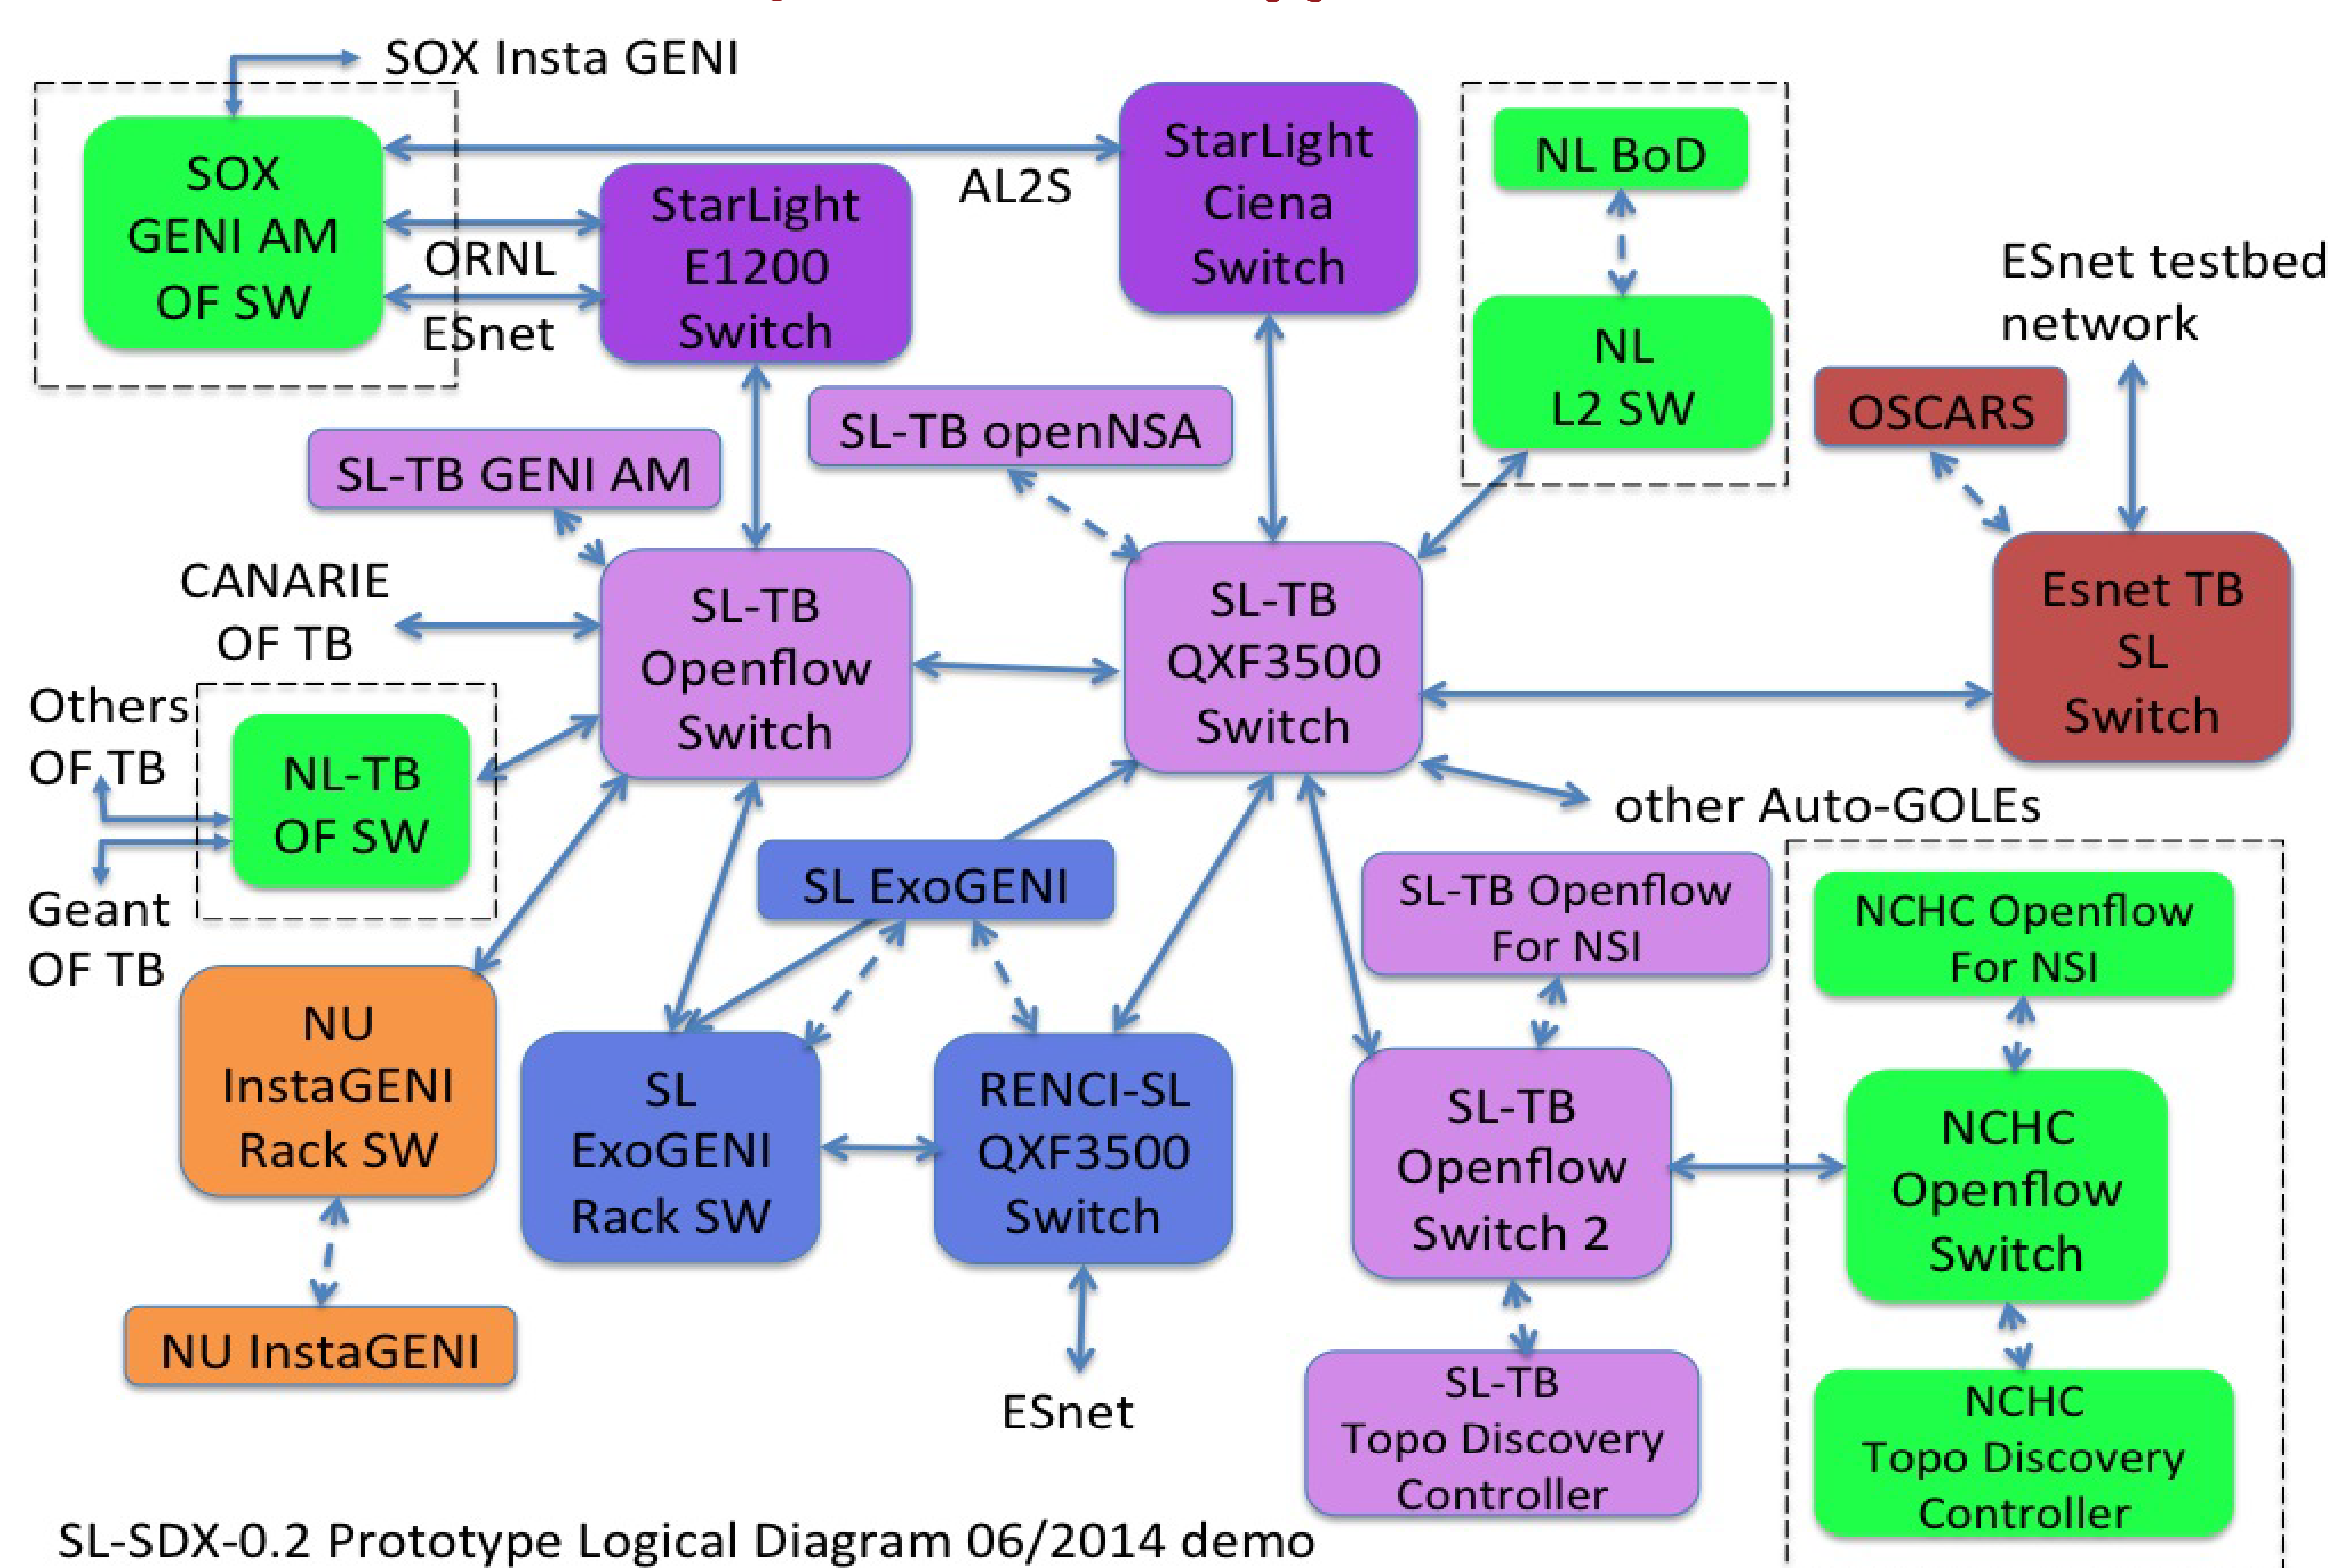 SOX Insta GENI
SOX
GENI AM
OF SW
StarLight
E1200
Switch
AL2S
ORNL
ESnet
StarLight
Ciena
Switch
NL BoD
NL
L2 SW
ESnet testbed
network
OSCARS
SL-TB GENI AM
SL-TB openNSA
CANARIE
OF TB
SL-TB
Openflow
Switch
SL-TB
QXF3500
Switch
Esnet TB
SL
Switch
Others
OF TB
NL-TB
OF SW
Geant
OF TB
other Auto-GOLEs
SL ExoGENI
SL-TB Openflow
For NSI
NCHC Openflow
For NSI
NU
InstaGENI
Rack SW
SL
ExoGENI
Rack SW
RENCI-SL
QXF3500
Switch
SL-TB
Openflow
Switch 2
NCHC
Openflow
Switch
NU InstaGENI
ESnet
SL-TB
Topo Discovery
Controller
NCHC
Topo Discovery
Controller
SL-SDX-0.2 Prototype Logical Diagram 06/2014 demo